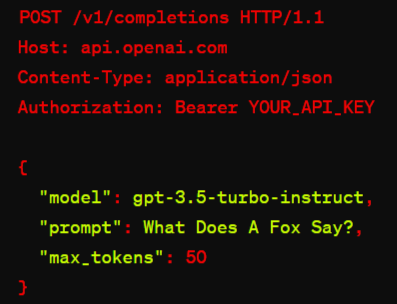 POST /v1/completions HTTP/1.1
Host: api.openai.com
Content-Type: application/json
Authorization: Bearer YOUR_API_KEY
{
"model": gpt-3.5-turbo-instruct,
"prompt": What Does A Fox Say?,
"max_tokens": 50
}